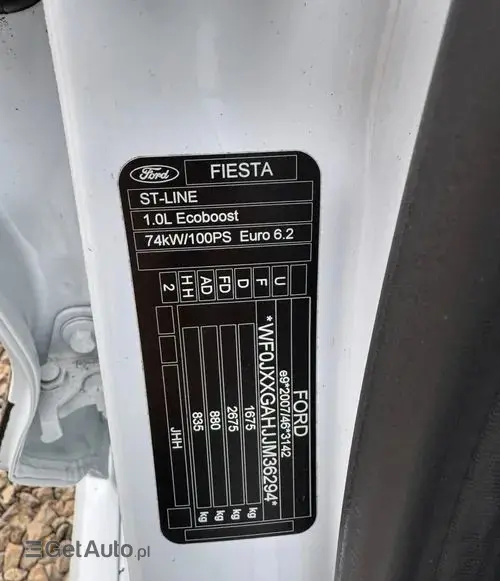 Ford
FIESTA
ST-LINE
1.0L Ecoboost
74kW/100PS Euro 6.2
U
F
D
FD
AD
HH
2
FORD
e9*2007/46*3142
*WF0JXXGAHJJM36294*
1675 kg
2675 kg
880 kg
835 kg
JHH
GetAuto.pl